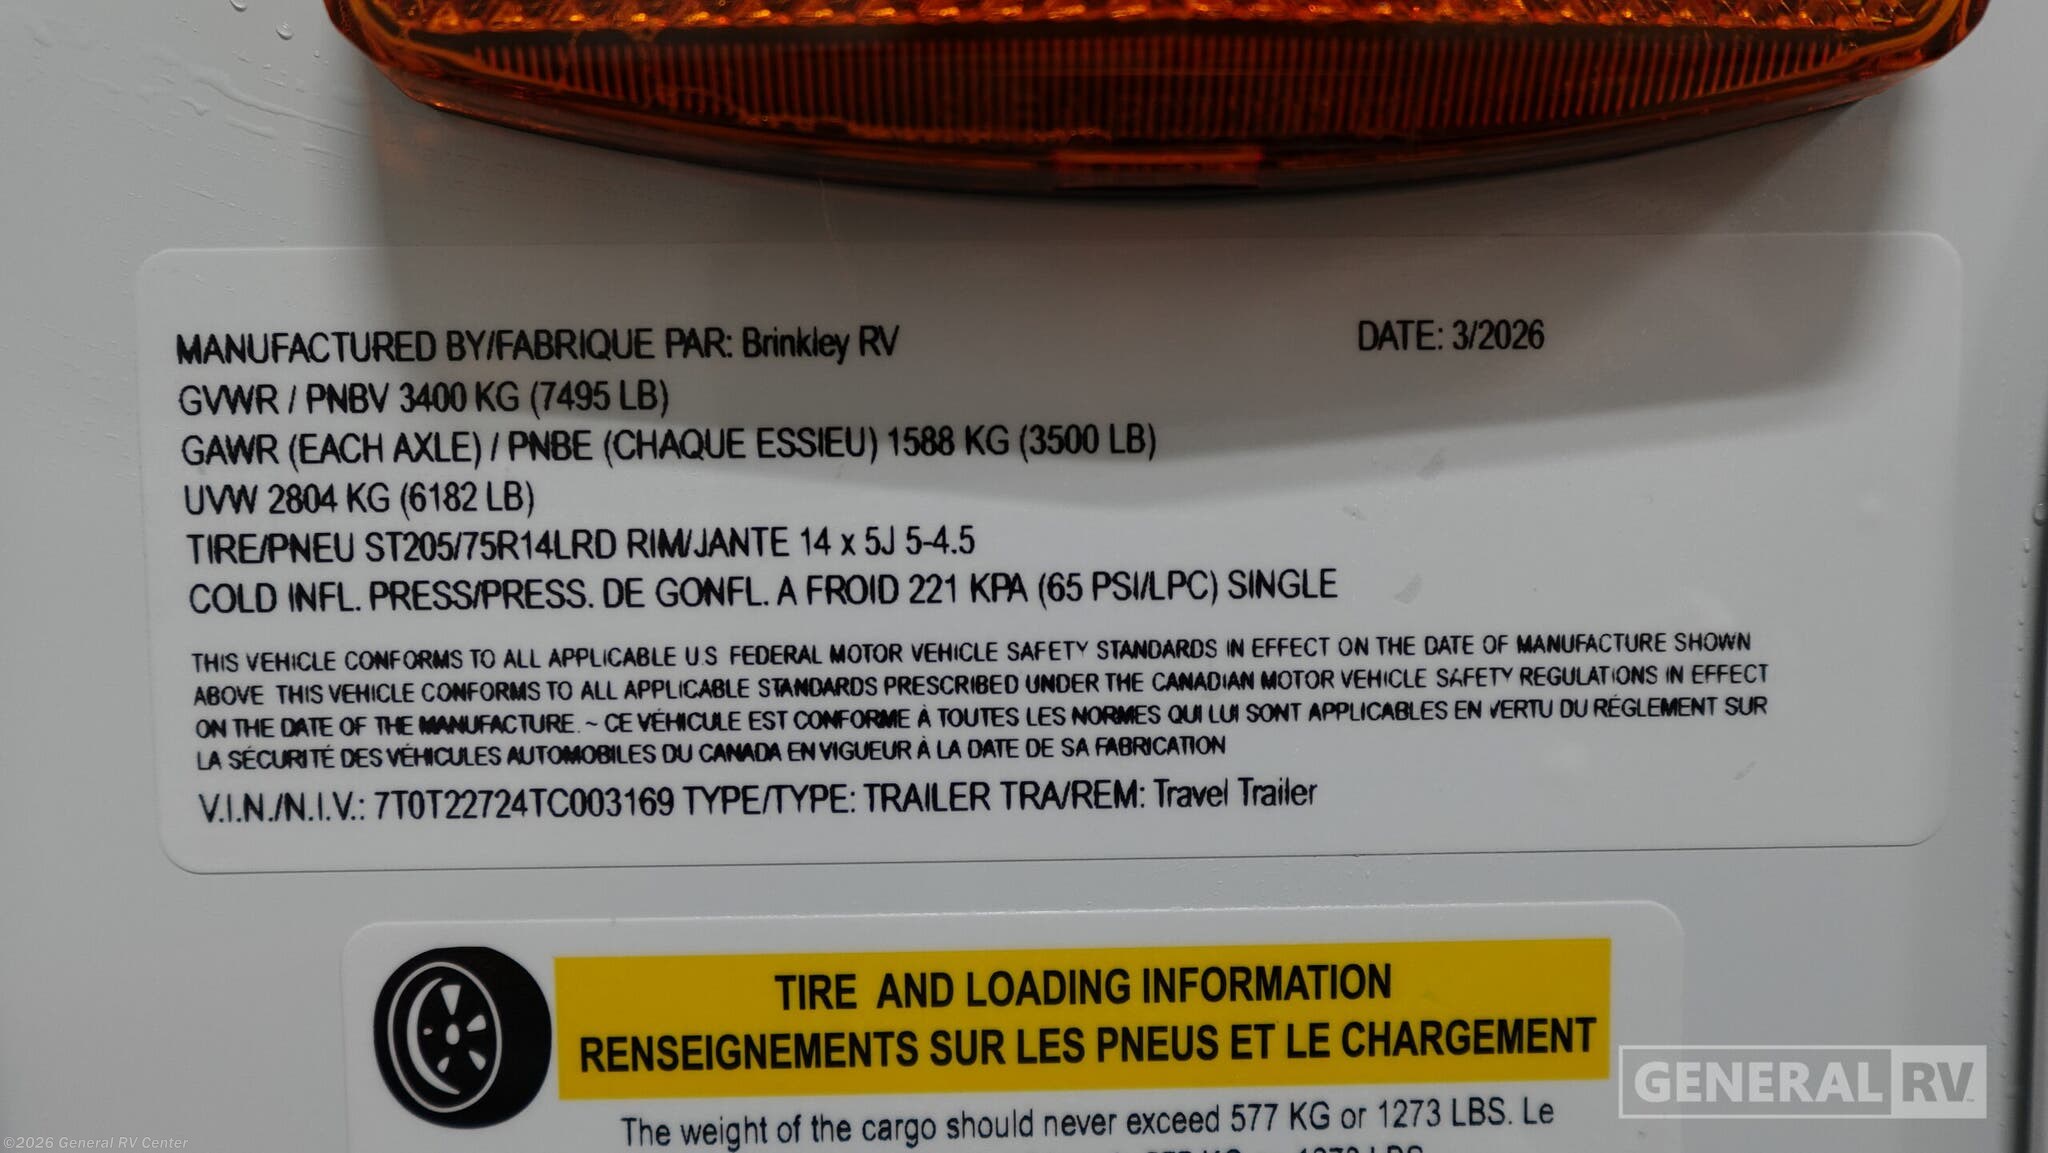 MANUFACTURED BY/FABRIQUE PAR: Brinkley RV DATE: 3/2026
GVWR / PNBV 3400 KG (7495 LB)
GAWR (EACH AXLE) / PNBE (CHAQUE ESSIEU) 1588 KG (3500 LB)
UVW 2804 KG (6182 LB)
TIRE/PNEU ST205/75R14LRD RIM/JANTE 14 x 5J 5-4.5
COLD INFL. PRESS/PRESS. DE GONFL. A FROID 221 KPA (65 PSI/LPC) SINGLE
THIS VEHICLE CONFORMS TO ALL APPLICABLE U.S FEDERAL MOTOR VEHICLE SAFETY STANDARDS IN EFFECT ON THE DATE OF MANUFACTURE SHOWN
ABOVE THIS VEHICLE CONFORMS TO ALL APPLICABLE STANDARDS PRESCRIBED UNDER THE CANADIAN MOTOR VEHICLE SAFETY REGULATIONS IN EFFECT
ON THE DATE OF THE MANUFACTURE. ~ CE VÉHICULE EST CONFORME À TOUTES LES NORMES QUI LUI SONT APPLICABLES EN VERTU DU RÉGLEMENT SUR
LA SÉCURITÉ DES VÉHICULES AUTOMOBILES DU CANADA EN VIGUEUR À LA DATE DE SA FABRICATION
V.I.N./N.I.V.: 7T0T22724TC003169 TYPE/TYPE: TRAILER TRA/REM: Travel Trailer
TIRE AND LOADING INFORMATION
RENSEIGNEMENTS SUR LES PNEUS ET LE CHARGEMENT
The weight of the cargo should never exceed 577 KG or 1273 LBS. Le
GENERAL RV
©2026 General RV Center